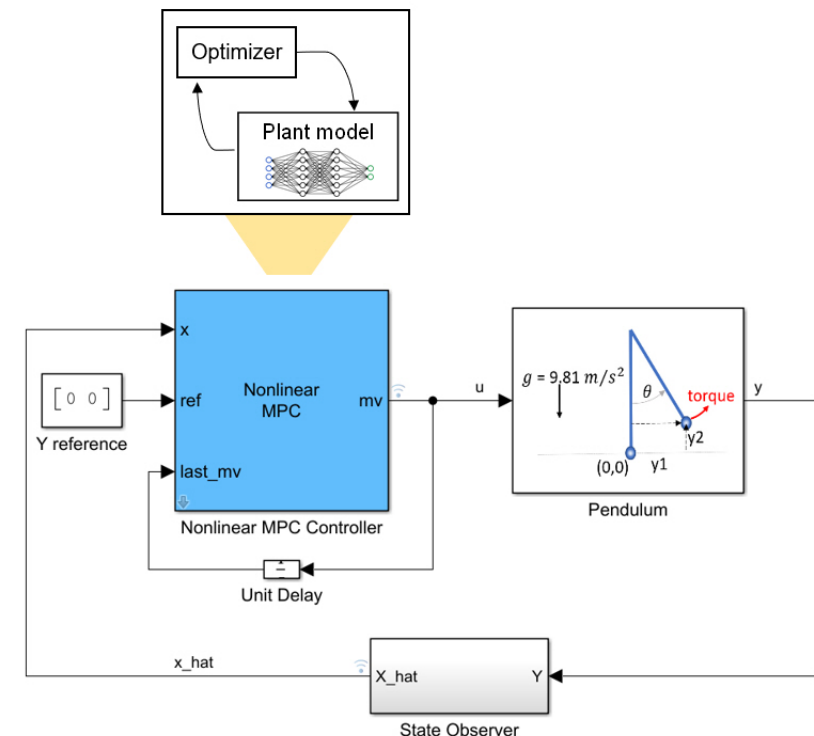 Optimizer
Plant model
x
ref
last_mv
Nonlinear
MPC
mv
Nonlinear MPC Controller
[0 0]
Y reference
Unit Delay
u
g = 9.81 m/s²
θ
torque
y2
(0,0)
y1
Pendulum
y
x_hat
X_hat
Y
State Observer